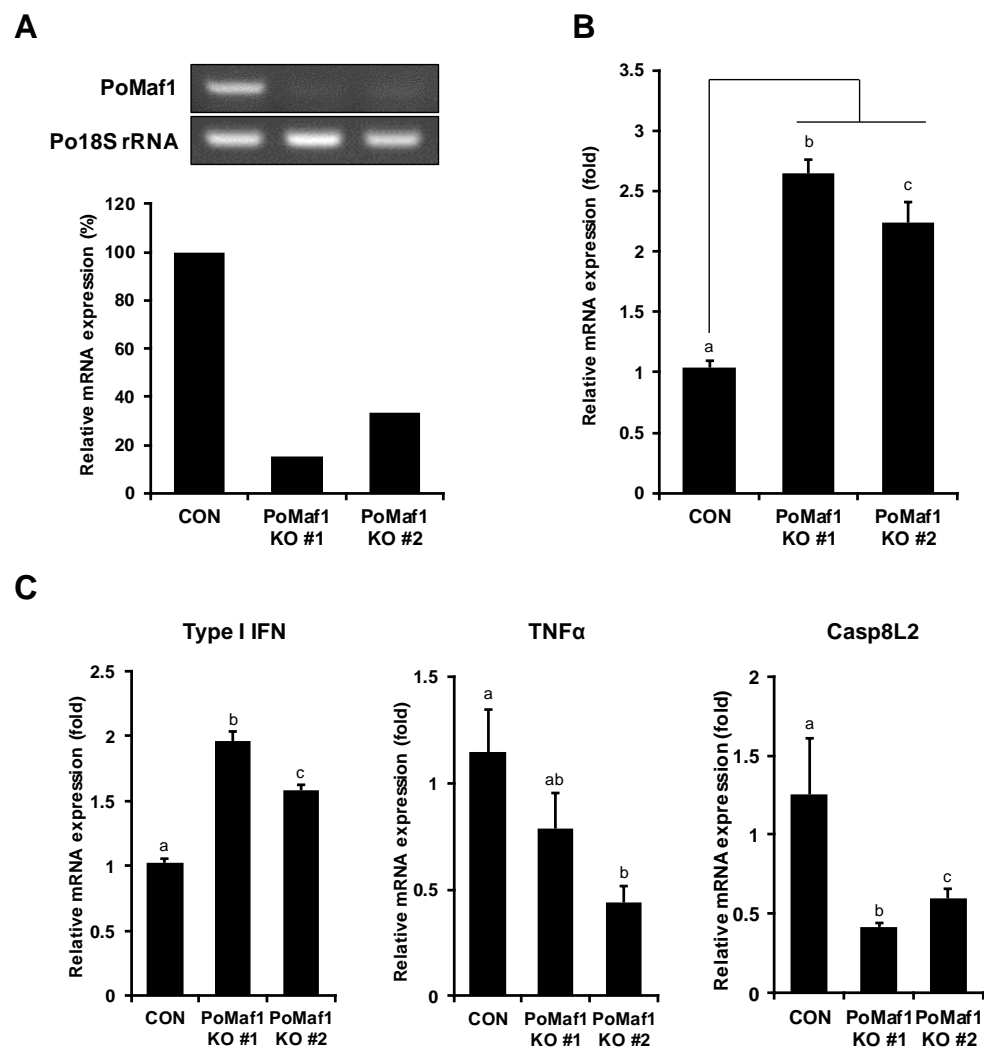 A
PoMaf1
Po18S rRNA
Relative mRNA expression (%)
120
100
80
60
40
20
0
CON
PoMaf1
KO #1
PoMaf1
KO #2
B
Relative mRNA expression (fold)
3.5
3
2.5
2
1.5
1
0.5
0
a
b
c
CON
PoMaf1
KO #1
PoMaf1
KO #2
C
Type I IFN
Relative mRNA expression (fold)
2.5
2
1.5
1
0.5
0
a
b
c
CON
PoMaf1
KO #1
PoMaf1
KO #2
TNFα
Relative mRNA expression (fold)
1.5
1
0.5
0
a
ab
b
CON
PoMaf1
KO #1
PoMaf1
KO #2
Casp8L2
Relative mRNA expression (fold)
2
1.5
1
0.5
0
a
b
c
CON
PoMaf1
KO #1
PoMaf1
KO #2